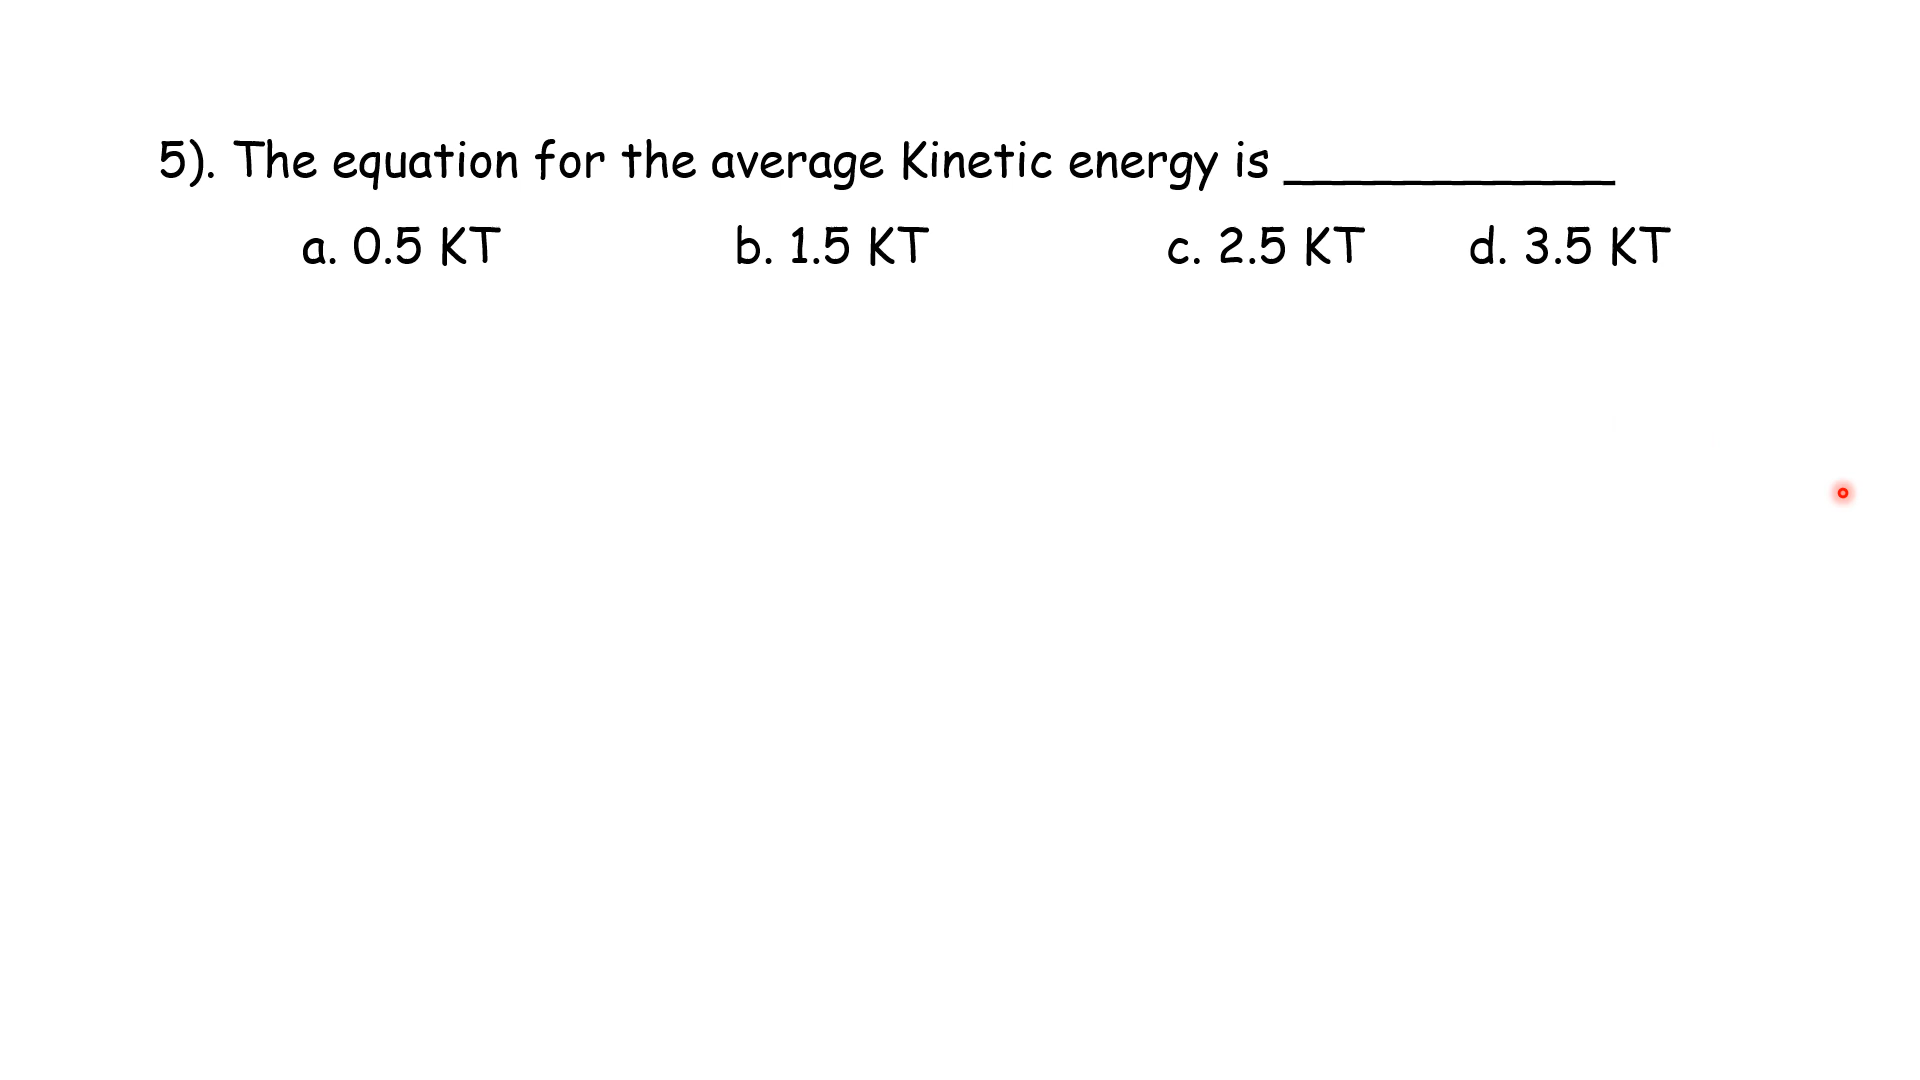 5). The equation for the average Kinetic energy is ___________
a. 0.5 KT b. 1.5 KT c. 2.5 KT d. 3.5 KT